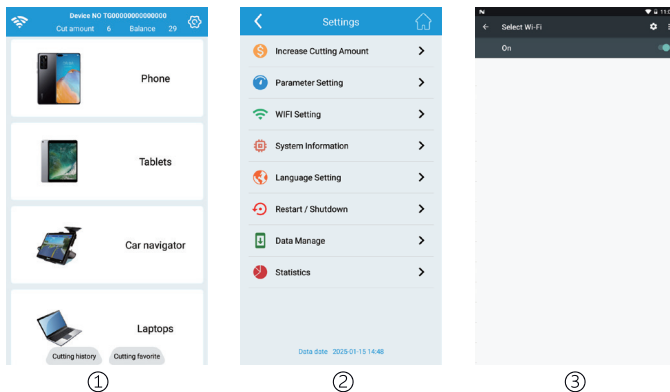 Device NO TG00000000000000
Cut amount 6 Balance 29
Phone
Tablets
Car navigator
Laptops
Cutting history Cutting favorite
①
Settings
Increase Cutting Amount
Parameter Setting
WIFI Setting
System Information
Language Setting
Restart / Shutdown
Data Manage
Statistics
Data date 2025-01-15 14:48
②
Select Wi-Fi
On
③